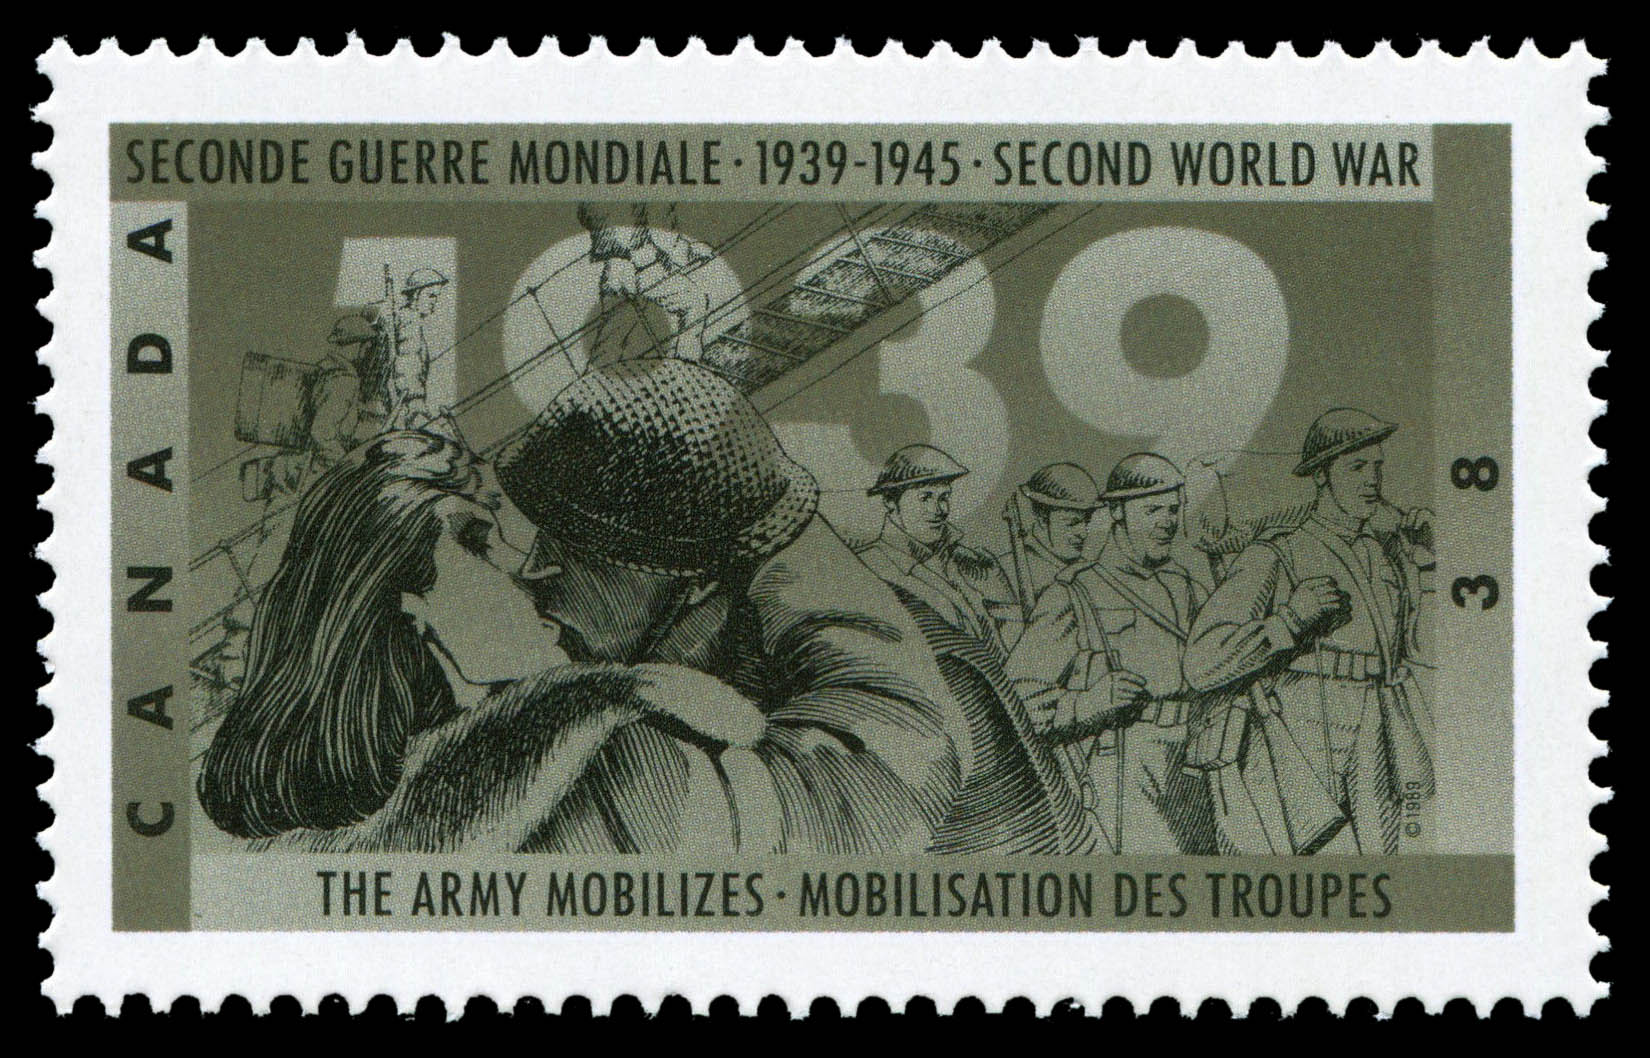 SECONDE GUERRE MONDIALE · 1939-1945 · SECOND WORLD WAR
CANADA
1939
38
©1989
THE ARMY MOBILIZES · MOBILISATION DES TROUPES